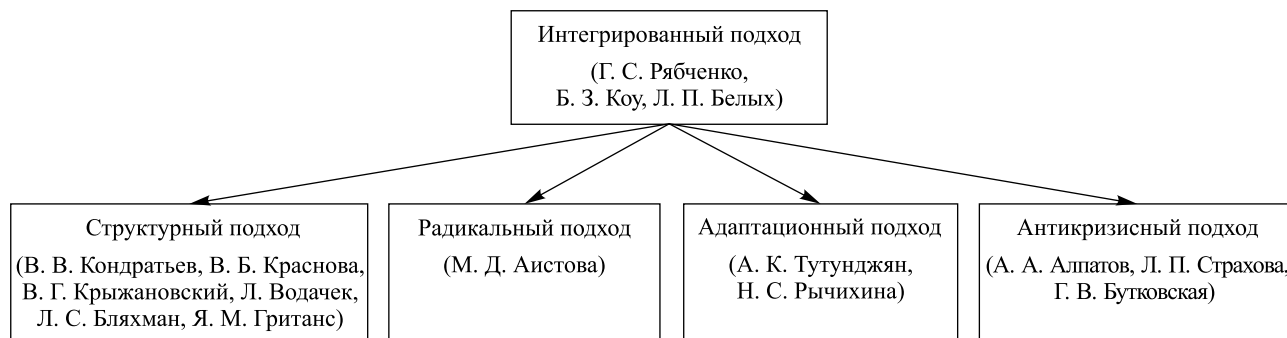 Интегрированный подход
(Г. С. Рябченко,
Б. З. Коу, Л. П. Белых)
Структурный подход
(В. В. Кондратьев, В. Б. Краснова,
В. Г. Крыжановский, Л. Водачек,
Л. С. Бляхман, Я. М. Гританс)
Радикальный подход
(М. Д. Аистова)
Адаптационный подход
(А. К. Тутунджян,
Н. С. Рычихина)
Антикризисный подход
(А. А. Алпатов, Л. П. Страхова,
Г. В. Бутковская)